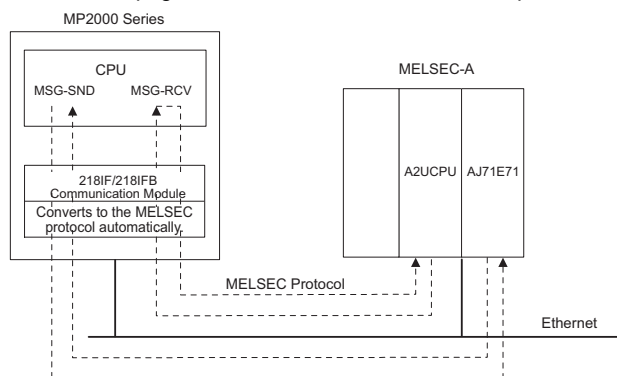 MP2000 Series
CPU
MSG-SND MSG-RCV
218IF/218IFB
Communication Module
Converts to the MELSEC
protocol automatically.
MELSEC-A
A2UCPU AJ71E71
MELSEC Protocol
Ethernet